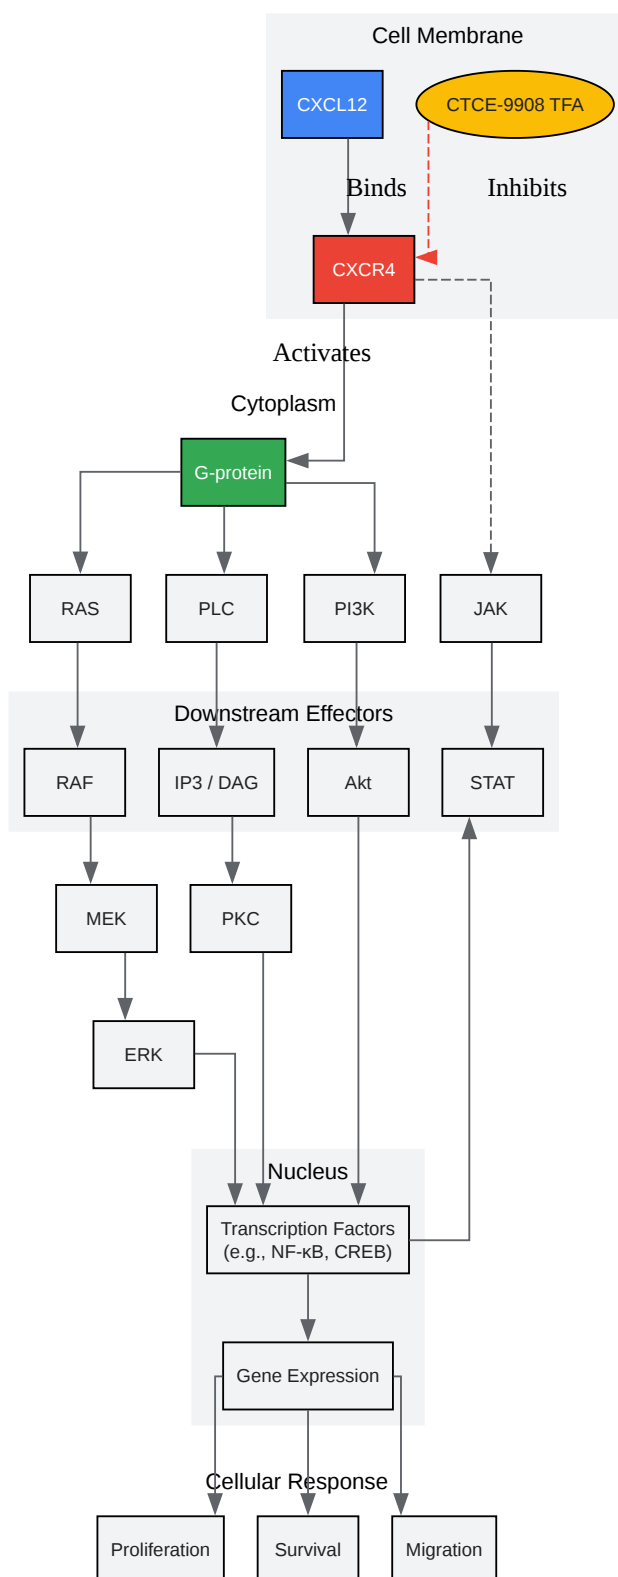 Cell Membrane
CXCL12
CTCE-9908 TFA
Binds
Inhibits
CXCR4
Activates
Cytoplasm
G-protein
RAS
PLC
PI3K
JAK
Downstream Effectors
RAF
IP3 / DAG
Akt
STAT
MEK
PKC
ERK
Nucleus
Transcription Factors
(e.g., NF-κB, CREB)
Gene Expression
Cellular Response
Proliferation
Survival
Migration